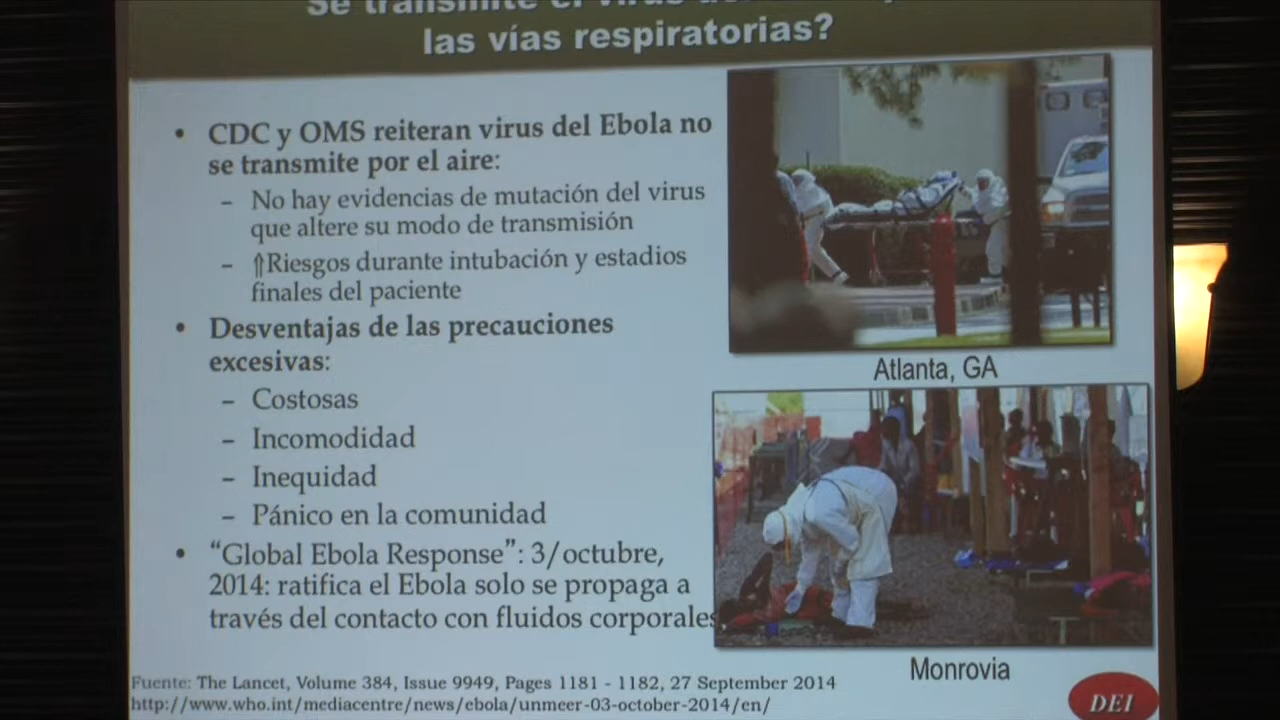 Se transmite el virus
las vías respiratorias?
• CDC y OMS reiteran virus del Ebola no
se transmite por el aire:
– No hay evidencias de mutación del virus
que altere su modo de transmisión
– ⇑Riesgos durante intubación y estadios
finales del paciente
• Desventajas de las precauciones
excesivas:
– Costosas
– Incomodidad
– Inequidad
– Pánico en la comunidad
• “Global Ebola Response”: 3/octubre,
2014: ratifica el Ebola solo se propaga a
través del contacto con fluidos corporales
Atlanta, GA
Monrovia
Fuente: The Lancet, Volume 384, Issue 9949, Pages 1181 - 1182, 27 September 2014
http://www.who.int/mediacentre/news/ebola/unmeer-03-october-2014/en/
DEI